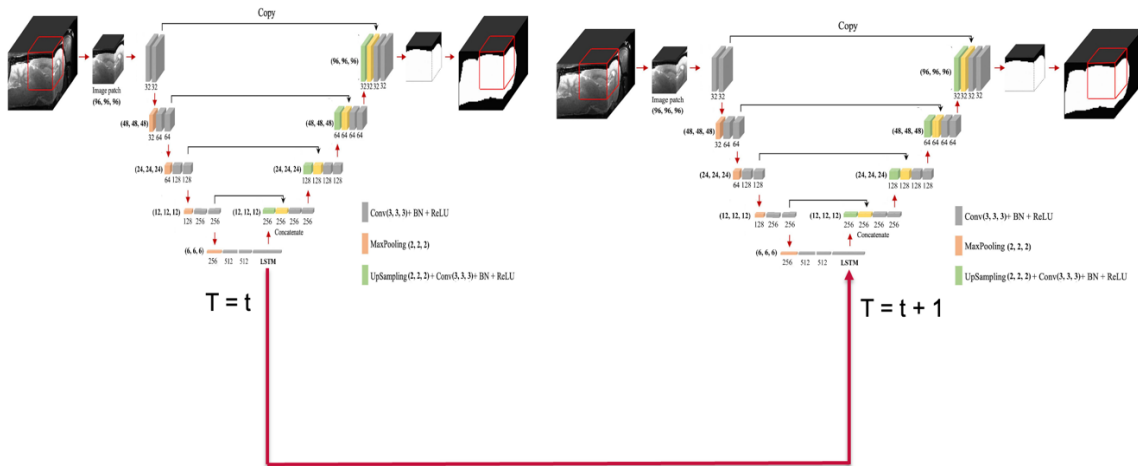 Copy
(96, 96, 96)
Image patch
(96, 96, 96)
32 32
32 32 32 32
(48, 48, 48)
32 64 64
(48, 48, 48)
64 64 64 64
(24, 24, 24)
64 128 128
(24, 24, 24)
128 128 128 128
(12, 12, 12)
128 256 256
(12, 12, 12)
256 256 256 256
Concatenate
(6, 6, 6)
256 512 512 LSTM
Conv(3, 3, 3)+ BN + ReLU
MaxPooling (2, 2, 2)
UpSampling (2, 2, 2) + Conv(3, 3, 3)+ BN + ReLU
T = t
Copy
(96, 96, 96)
Image patch
(96, 96, 96)
32 32
32 32 32 32
(48, 48, 48)
32 64 64
(48, 48, 48)
64 64 64 64
(24, 24, 24)
64 128 128
(24, 24, 24)
128 128 128 128
(12, 12, 12)
128 256 256
(12, 12, 12)
256 256 256 256
Concatenate
(6, 6, 6)
256 512 512 LSTM
Conv(3, 3, 3)+ BN + ReLU
MaxPooling (2, 2, 2)
UpSampling (2, 2, 2) + Conv(3, 3, 3)+ BN + ReLU
T = t + 1